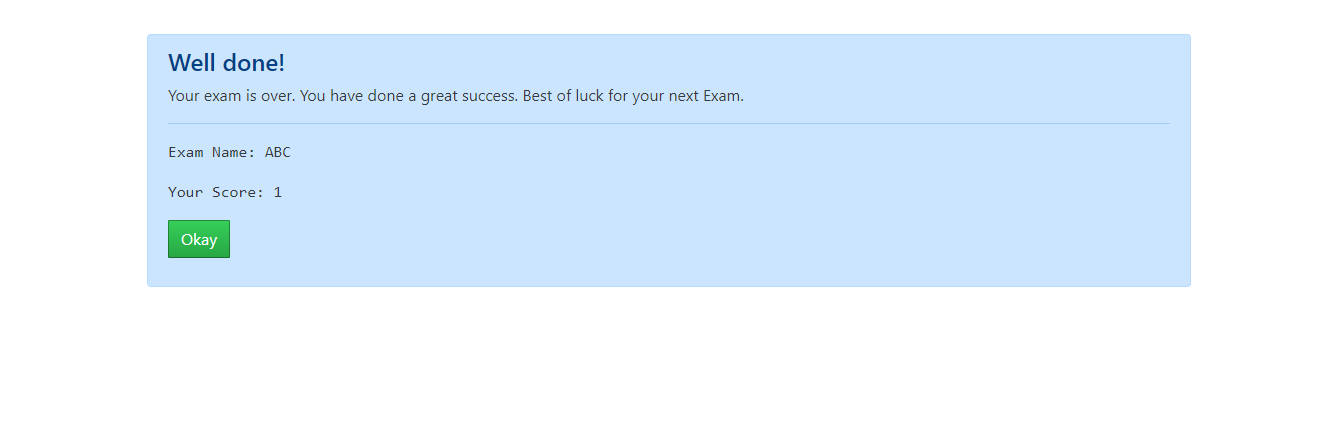 Well done!
Your exam is over. You have done a great success. Best of luck for your next Exam.
Exam Name: ABC
Your Score: 1
Okay